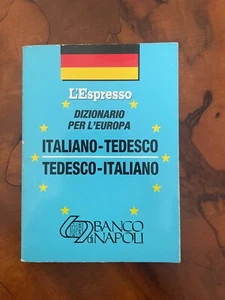 L'Espresso
DIZIONARIO
PER L'EUROPA
ITALIANO-TEDESCO
TEDESCO-ITALIANO
BANCO
di NAPOLI